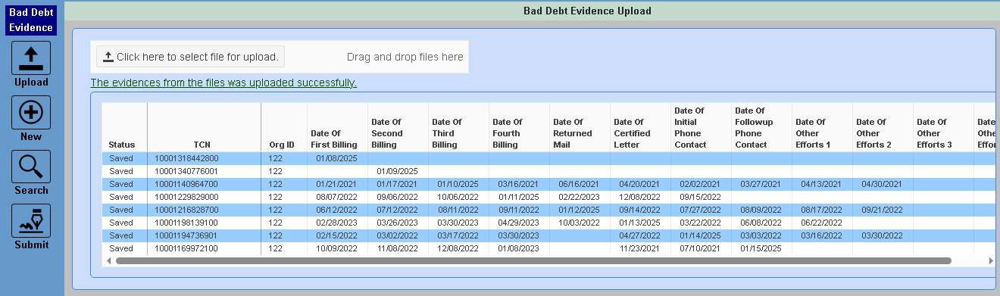 Bad Debt
Evidence
Bad Debt Evidence Upload
Upload
New
Search
Submit
Click here to select file for upload. Drag and drop files here
The evidences from the files was uploaded successfully.
Status TCN Org ID Date Of First Billing Date Of Second Billing Date Of Third Billing Date Of Fourth Billing Date Of Returned Mail Date Of Certified Letter Date Of Initial Phone Contact Date Of Followup Phone Contact Date Of Other Efforts 1 Date Of Other Efforts 2 Date Of Other Efforts 3 Date Othe Effor
Saved 10001318442800 122 01/08/2025
Saved 10001340776001 122 01/09/2025
Saved 10001140964700 122 01/21/2021 01/17/2021 01/10/2025 03/16/2021 06/16/2021 04/20/2021 02/02/2021 03/27/2021 04/13/2021 04/30/2021
Saved 10001229829000 122 08/07/2022 09/06/2022 10/06/2022 01/11/2025 02/22/2023 12/08/2022 09/15/2022
Saved 10001216828700 122 06/12/2022 07/12/2022 08/11/2022 09/11/2022 01/12/2025 09/14/2022 07/27/2022 08/09/2022 08/17/2022 09/21/2022
Saved 10001198139100 122 02/28/2023 03/26/2023 03/30/2023 04/29/2023 10/03/2022 01/13/2025 03/22/2022 06/08/2022 06/22/2022
Saved 10001194736901 122 02/15/2022 03/02/2022 03/17/2022 03/30/2023 04/27/2022 01/14/2025 03/03/2022 03/16/2022 03/30/2022
Saved 10001169972100 122 10/09/2022 11/08/2022 12/08/2022 01/08/2023 11/23/2021 07/10/2021 01/15/2025